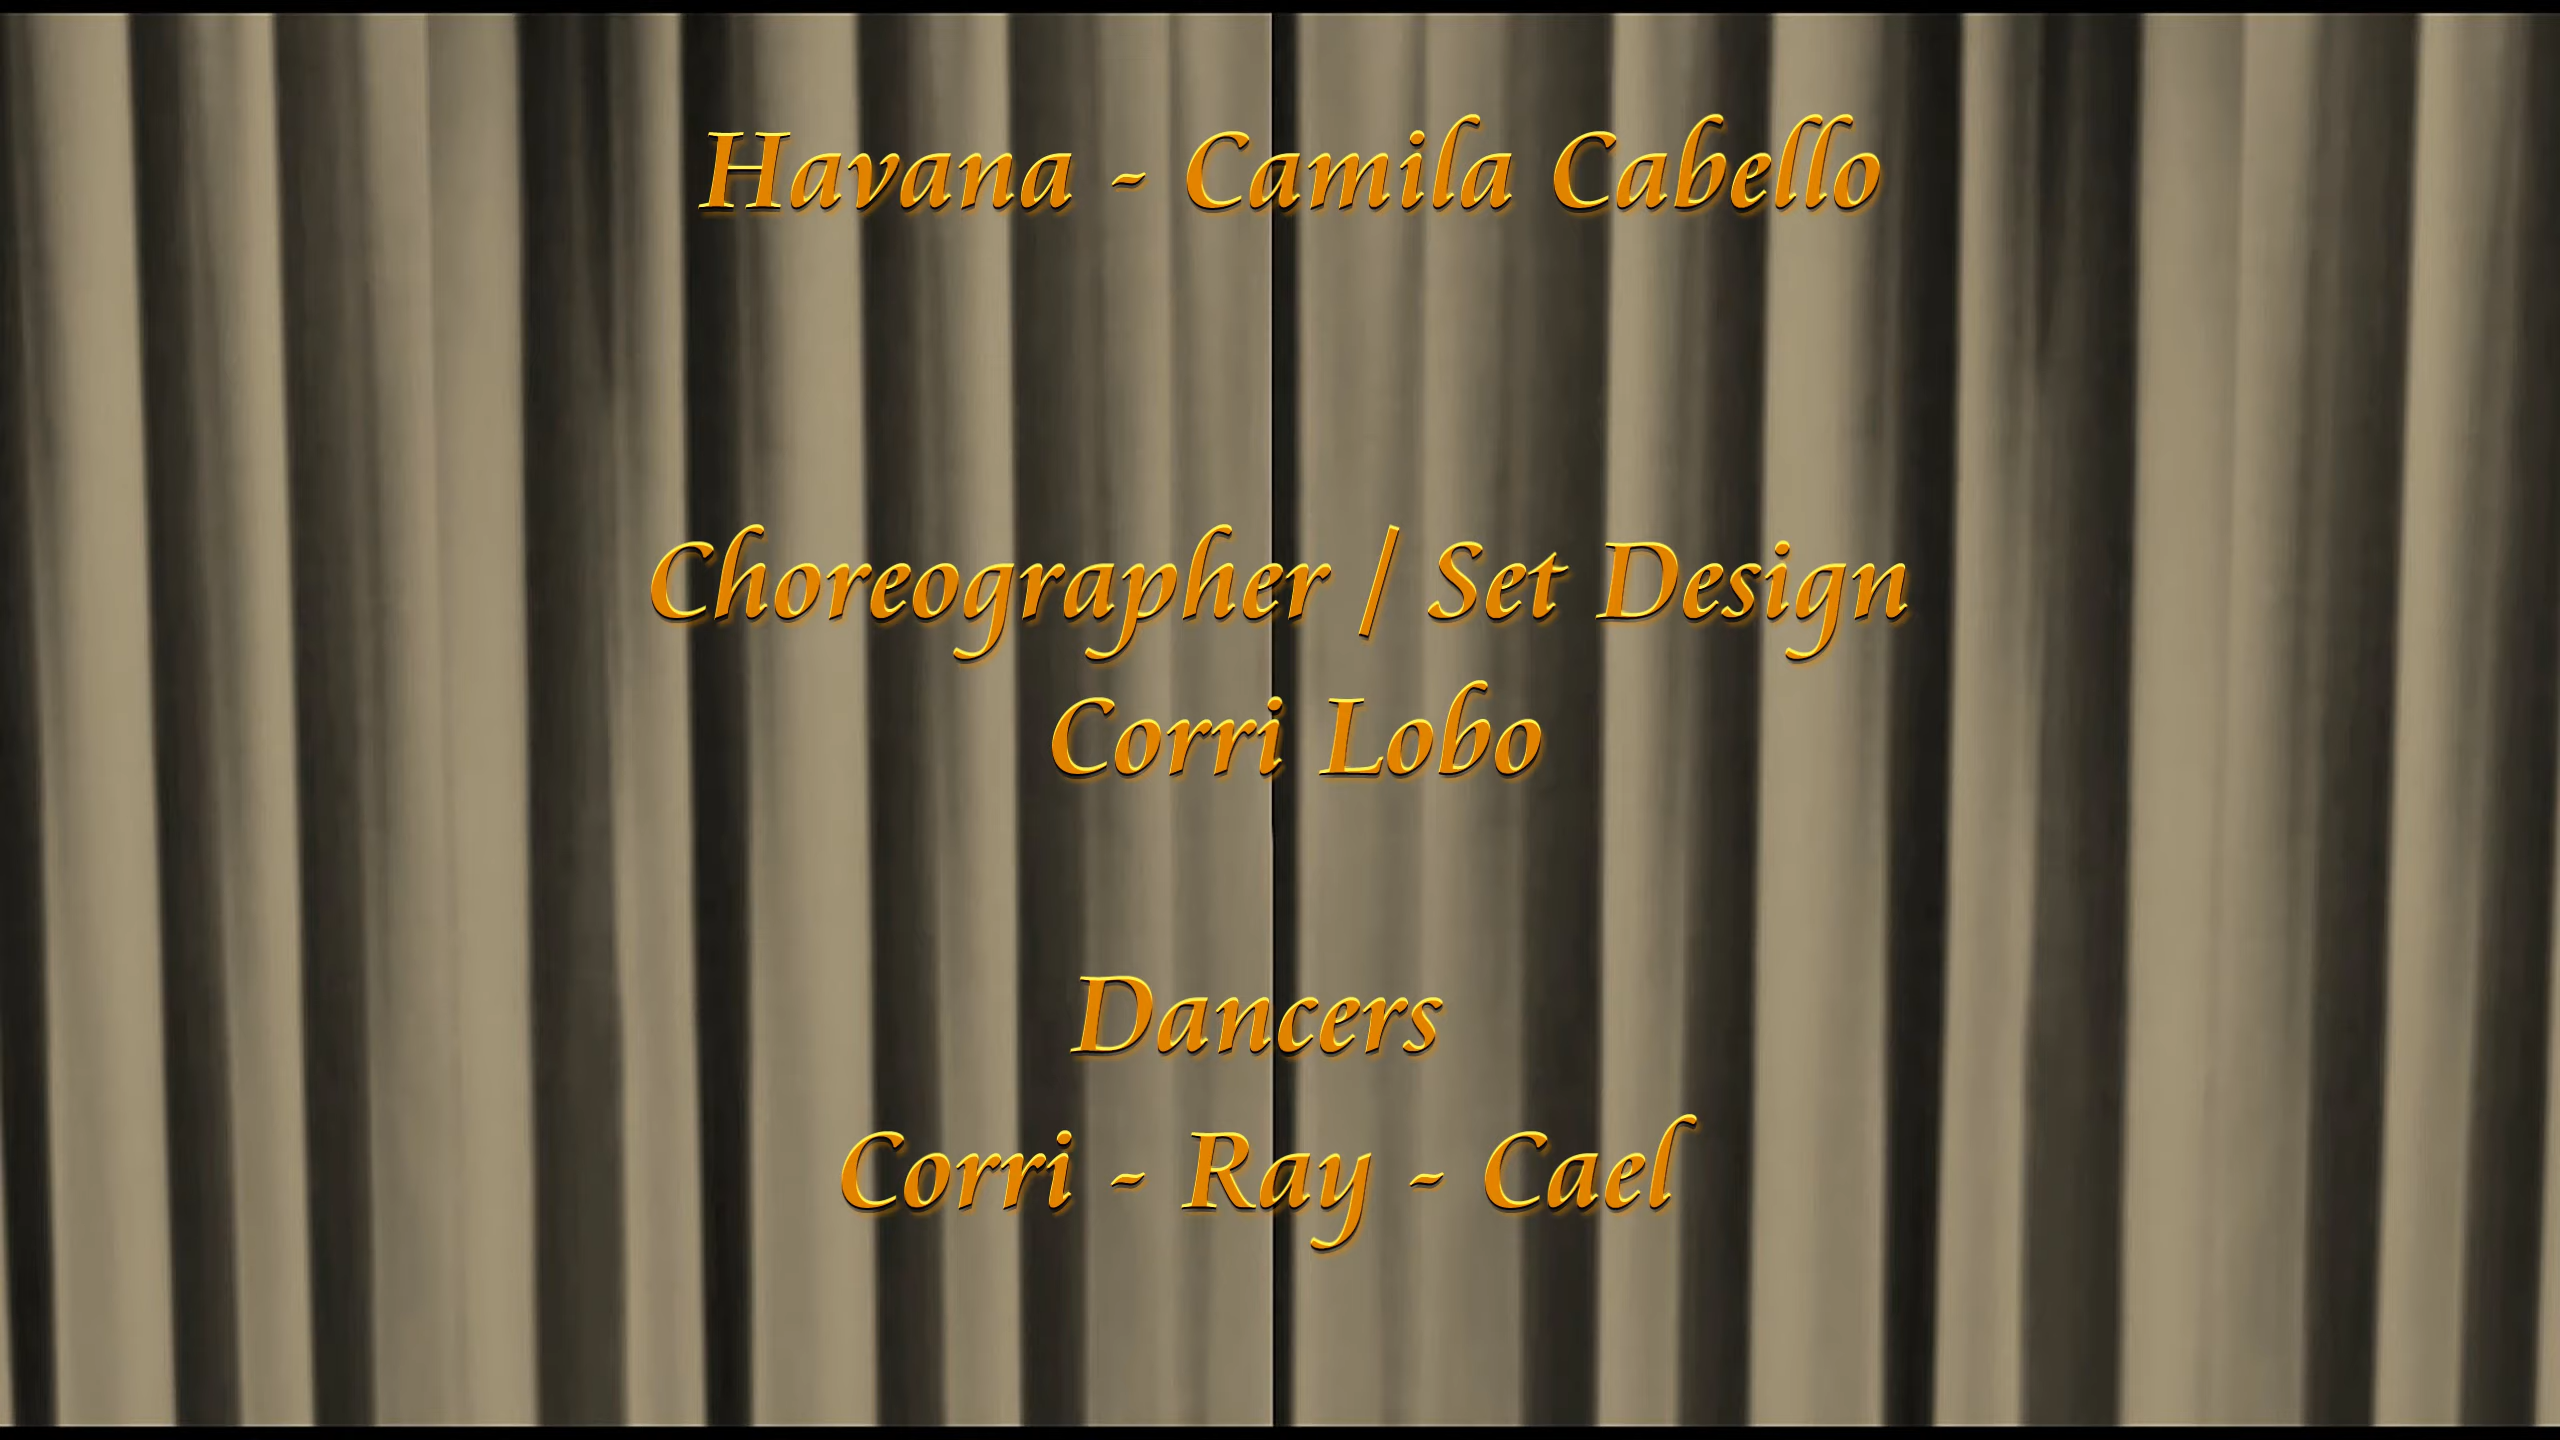 Havana - Camila Cabello
Choreographer / Set Design
Corri Lobo
Dancers
Corri - Ray - Cael